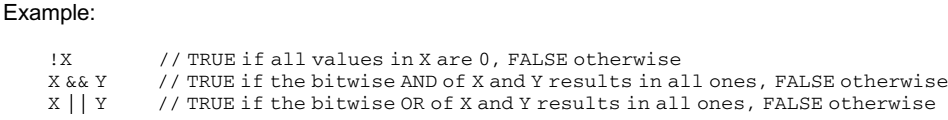 Example:
!X // TRUE if all values in X are 0, FALSE otherwise
X && Y // TRUE if the bitwise AND of X and Y results in all ones, FALSE otherwise
X || Y // TRUE if the bitwise OR of X and Y results in all ones, FALSE otherwise